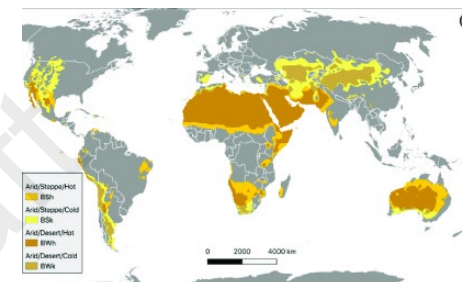 Arid/Steppe/Hot
BSh
Arid/Steppe/Cold
BSk
Arid/Desert/Hot
BWh
Arid/Desert/Cold
BWk
0 2000 4000 km